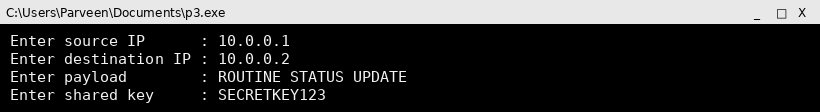 C:\Users\Parveen\Documents\p3.exe
Enter source IP      : 10.0.0.1
Enter destination IP : 10.0.0.2
Enter payload        : ROUTINE STATUS UPDATE
Enter shared key     : SECRETKEY123